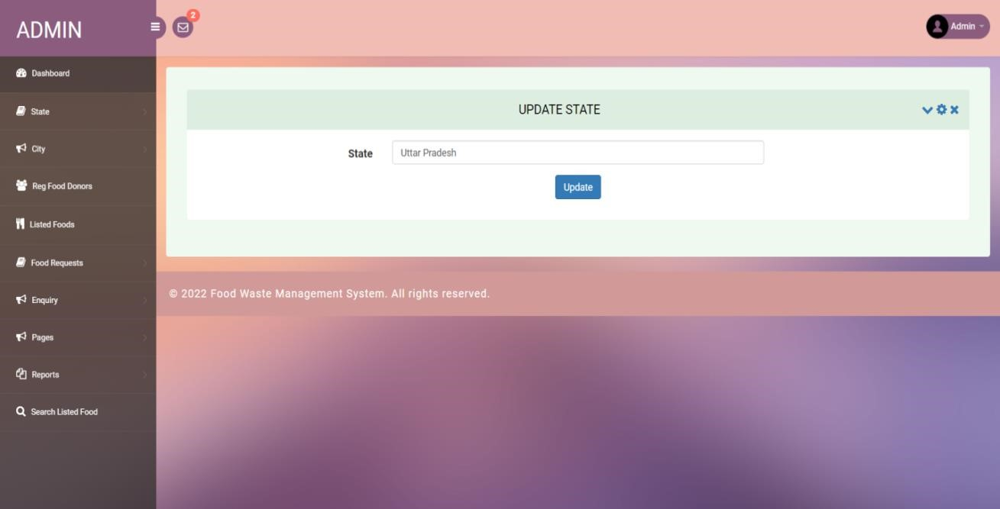 ADMIN
2
Admin
Dashboard
State
City
Reg Food Donors
Listed Foods
Food Requests
Enquiry
Pages
Reports
Search Listed Food
UPDATE STATE
State
Uttar Pradesh
Update
© 2022 Food Waste Management System. All rights reserved.